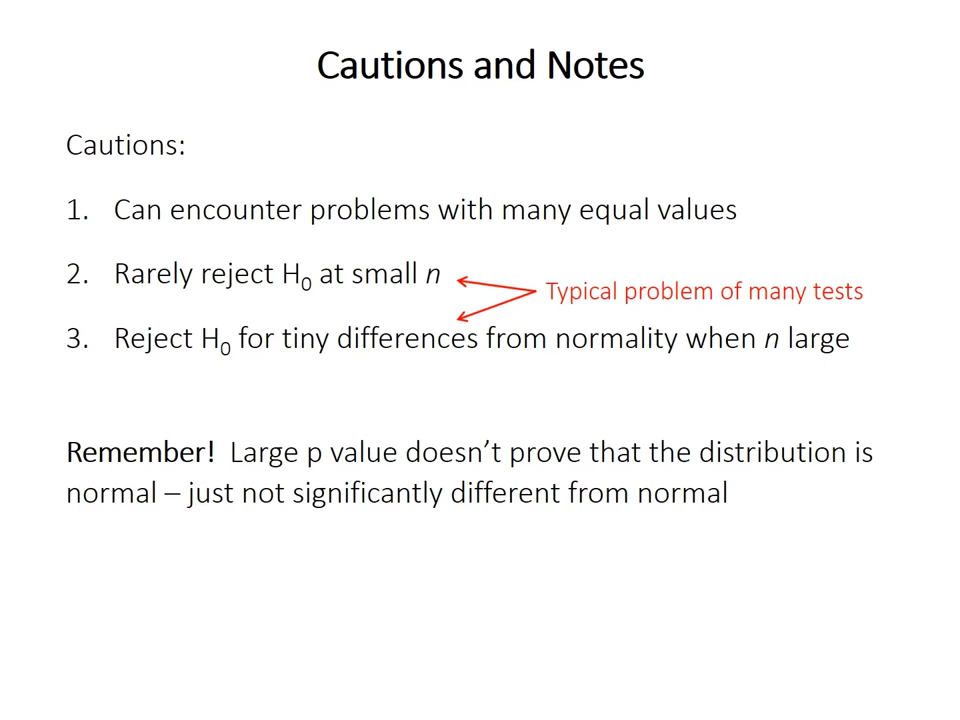 Cautions and Notes
Cautions:
1. Can encounter problems with many equal values
2. Rarely reject H₀ at small n
Typical problem of many tests
3. Reject H₀ for tiny differences from normality when n large
Remember! Large p value doesn’t prove that the distribution is
normal – just not significantly different from normal